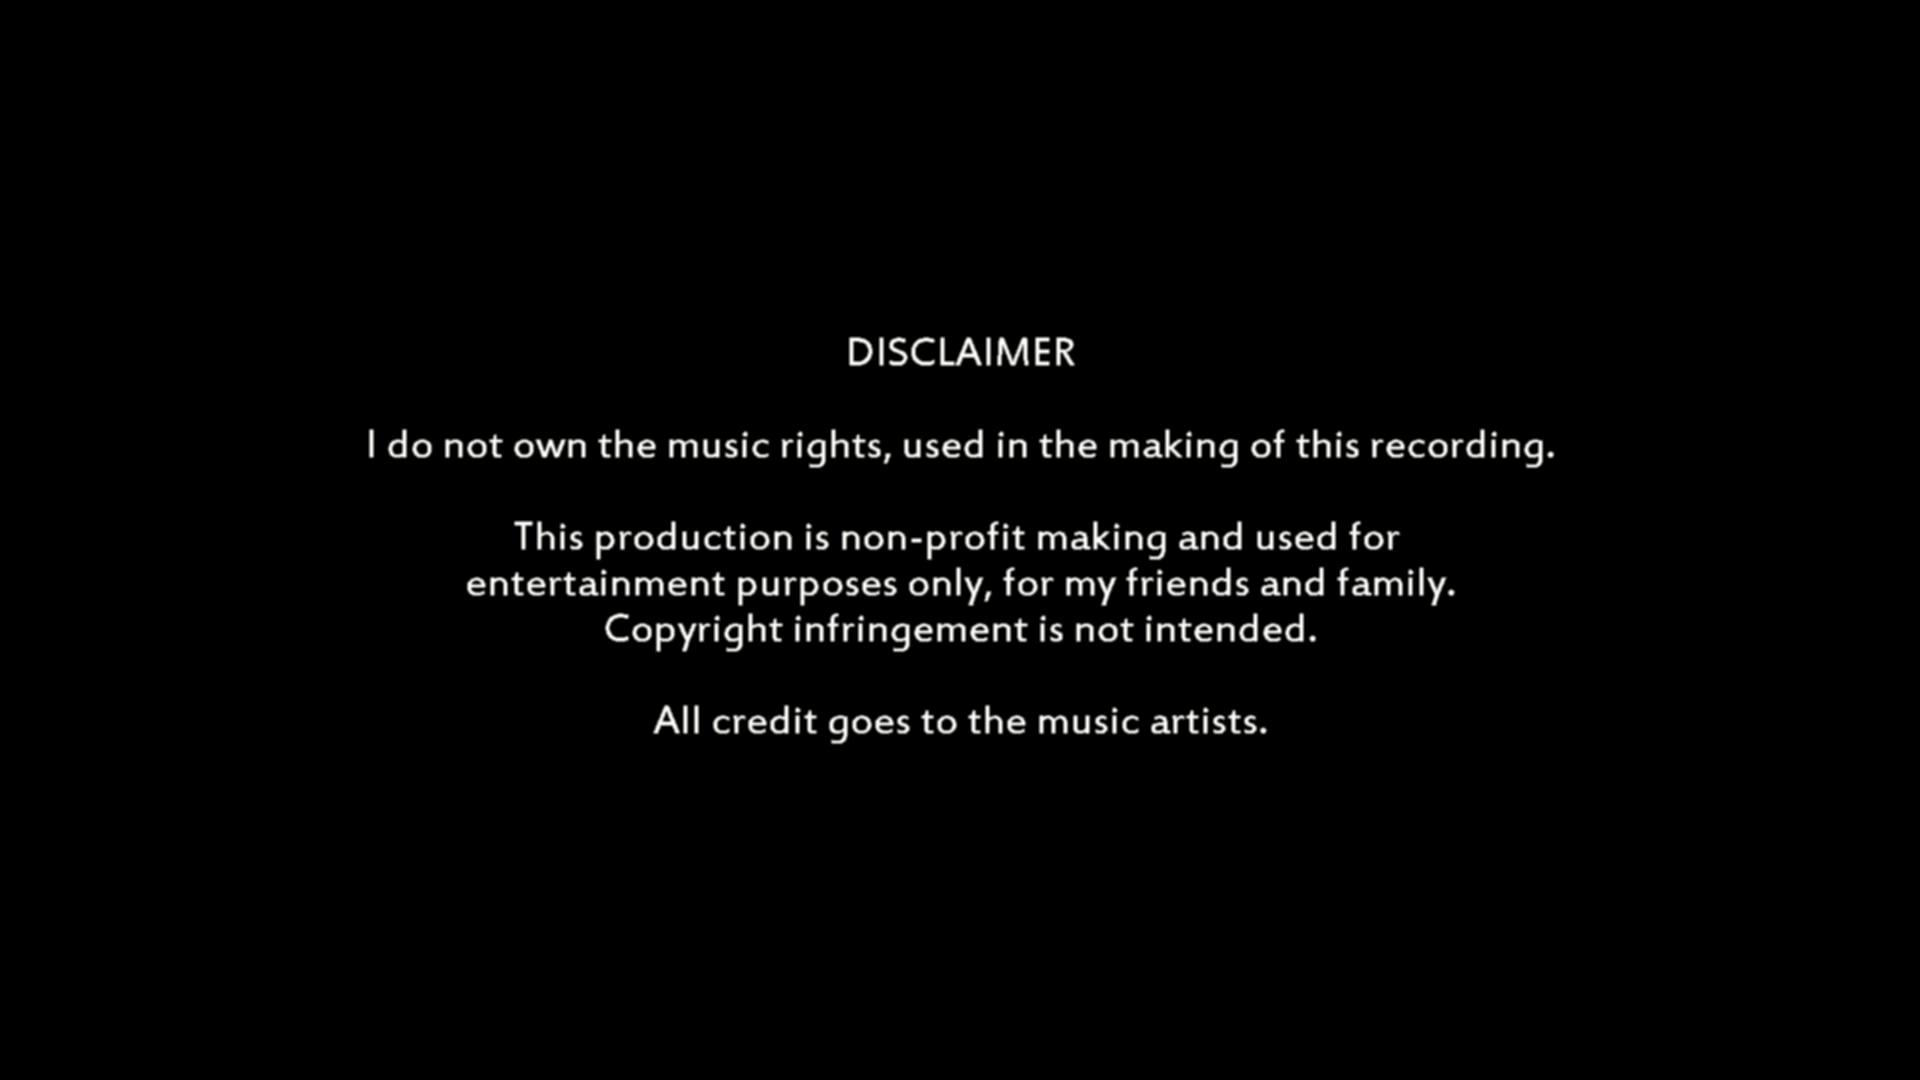 DISCLAIMER
I do not own the music rights, used in the making of this recording.
This production is non-profit making and used for
entertainment purposes only, for my friends and family.
Copyright infringement is not intended.
All credit goes to the music artists.